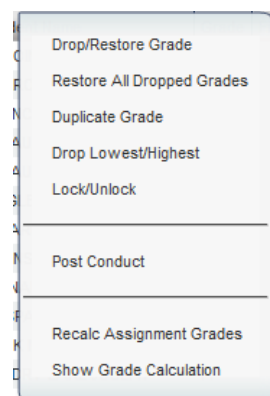 Drop/Restore Grade
Restore All Dropped Grades
Duplicate Grade
Drop Lowest/Highest
Lock/Unlock
Post Conduct
Recalc Assignment Grades
Show Grade Calculation